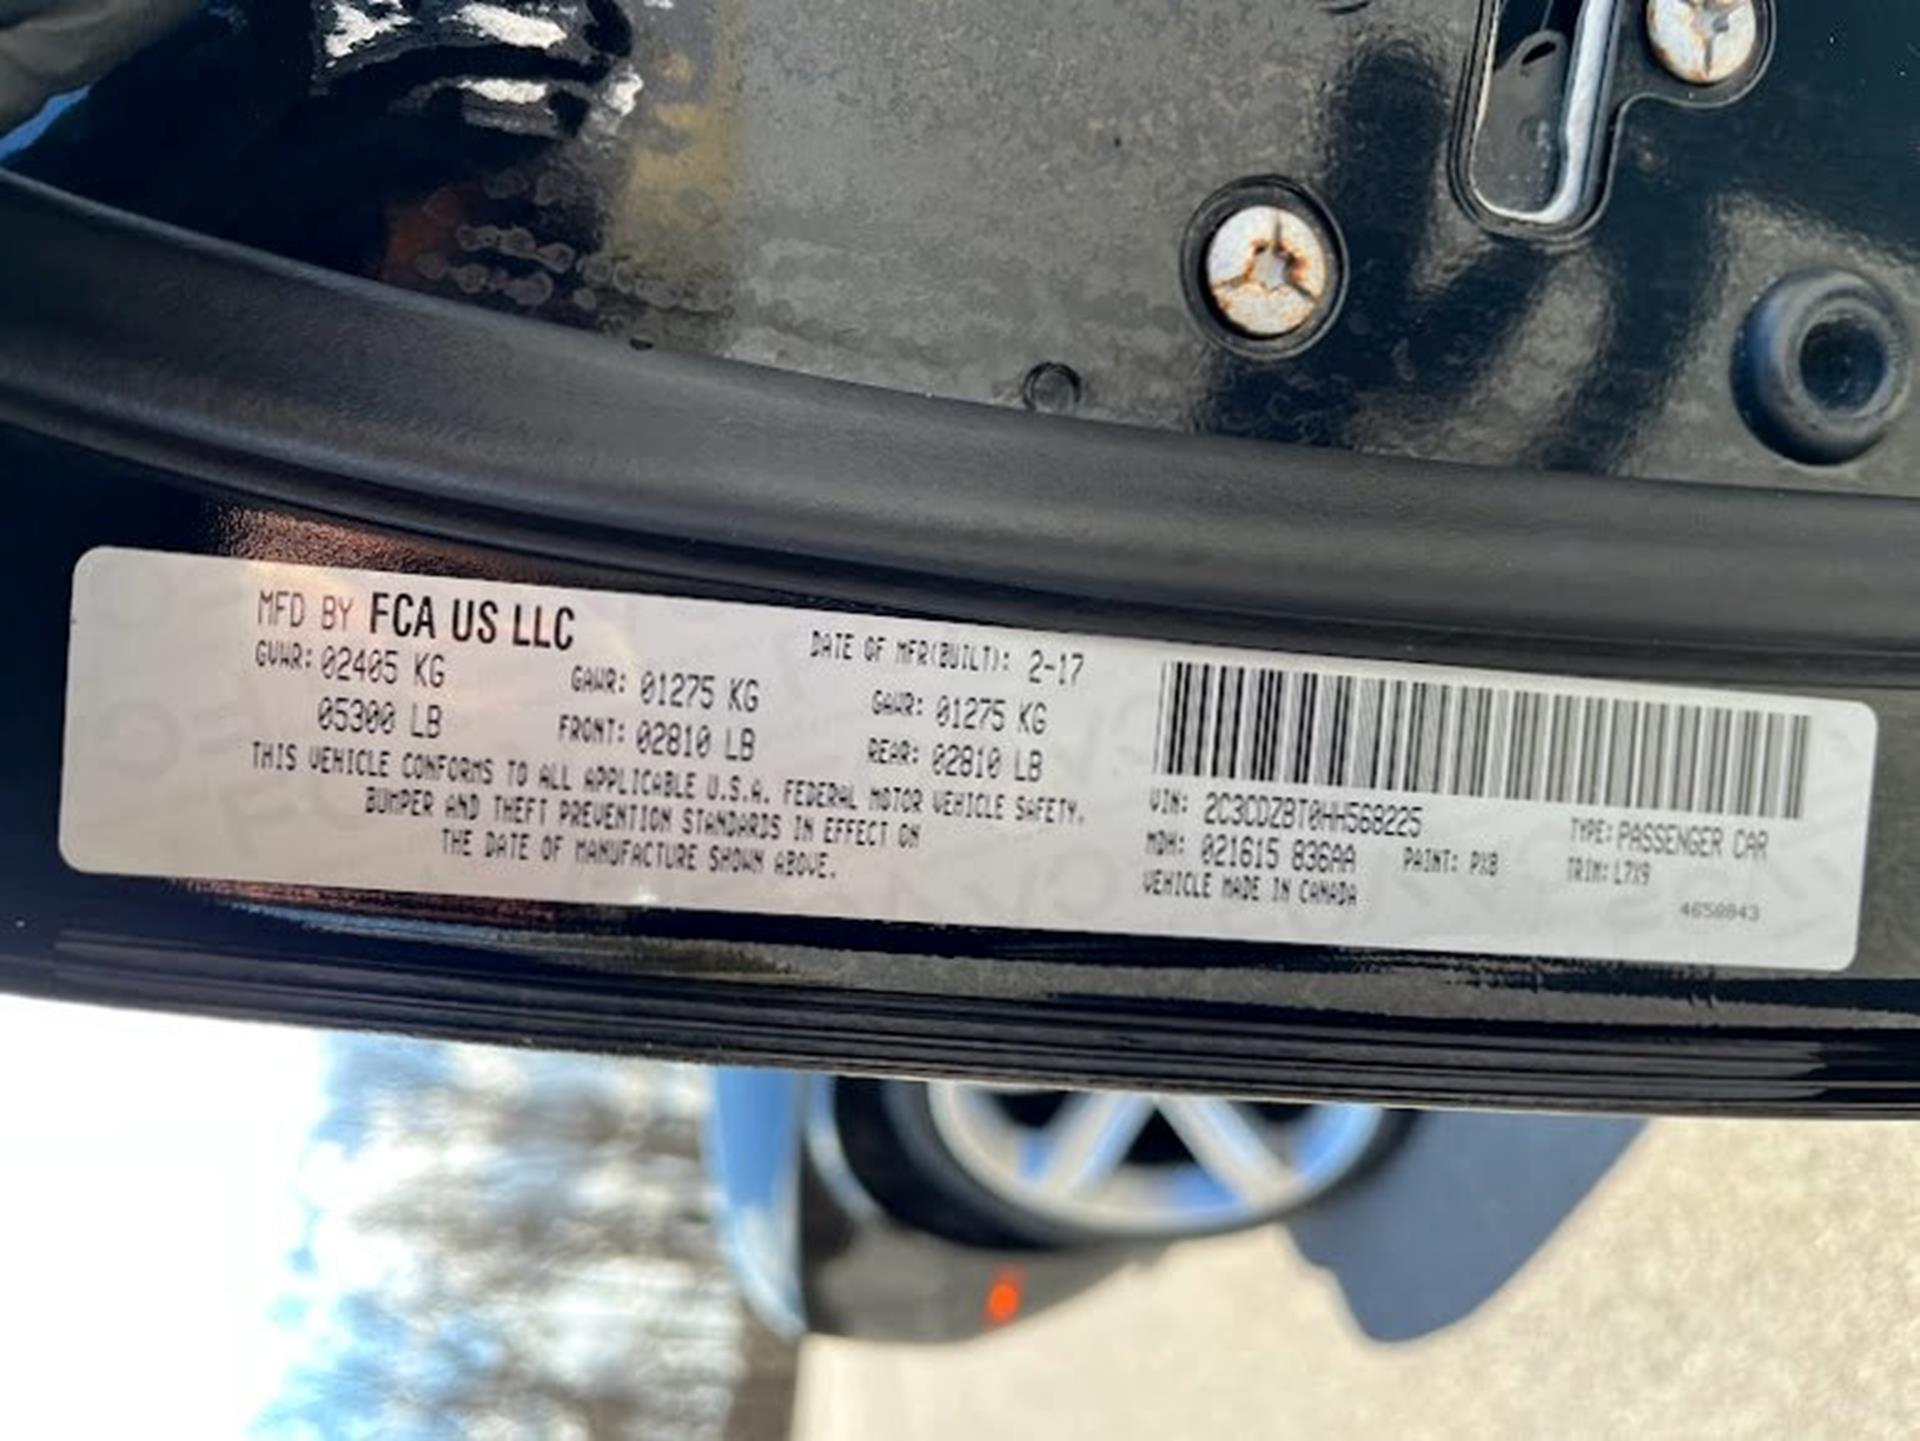 MFD BY FCA US LLC
DATE OF MFR(BUILT): 2-17
GVWR: 02405 KG
05300 LB
GAWR: 01275 KG
FRONT: 02810 LB
GAWR: 01275 KG
REAR: 02810 LB
THIS VEHICLE CONFORMS TO ALL APPLICABLE U.S.A. FEDERAL MOTOR VEHICLE SAFETY,
BUMPER AND THEFT PREVENTION STANDARDS IN EFFECT ON
THE DATE OF MANUFACTURE SHOWN ABOVE.
VIN: 2C3CDZBT0HH568225
TYPE: PASSENGER CAR
MDH: 021615 836AA PAINT: PX8 TRIM: L7X9
VEHICLE MADE IN CANADA
4650843